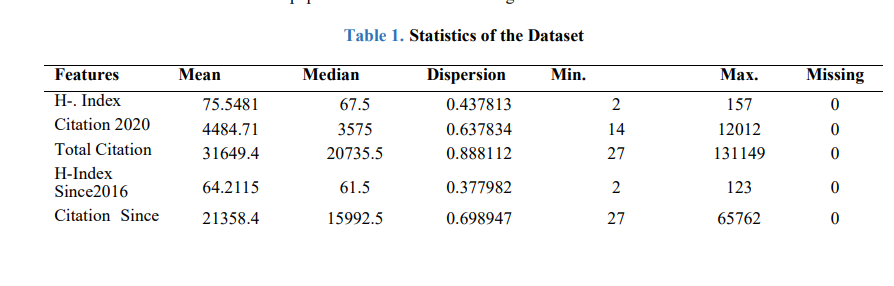 Table 1. Statistics of the Dataset
Features Mean Median Dispersion Min. Max. Missing
H-. Index 75.5481 67.5 0.437813 2 157 0
Citation 2020 4484.71 3575 0.637834 14 12012 0
Total Citation 31649.4 20735.5 0.888112 27 131149 0
H-Index
Since2016 64.2115 61.5 0.377982 2 123 0
Citation Since 21358.4 15992.5 0.698947 27 65762 0